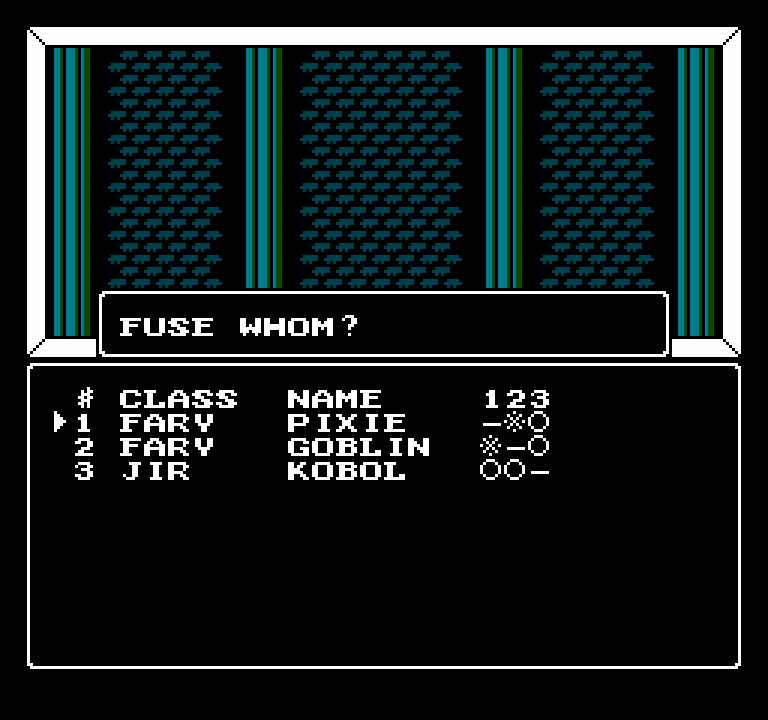 FUSE WHOM?
# CLASS NAME 123
▶1 FARY PIXIE -※○
2 FARY GOBLIN ※-○
3 JIR KOBOL ○○-